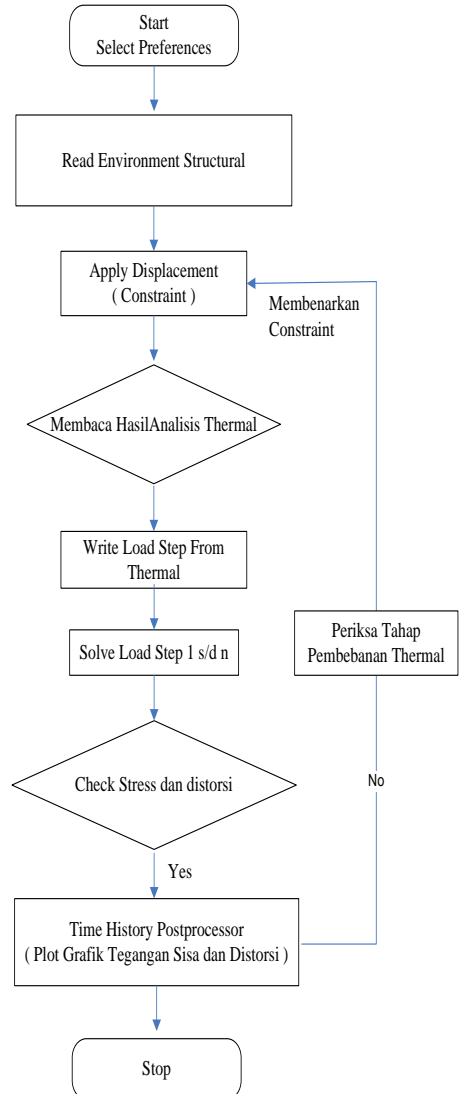 Start
Select Preferences
Read Environment Structural
Apply Displacement
( Constraint )
Membenarkan
Constraint
Membaca HasilAnalisis Thermal
Write Load Step From
Thermal
Solve Load Step 1 s/d n
Periksa Tahap
Pembebanan Thermal
Check Stress dan distorsi
No
Yes
Time History Postprocessor
( Plot Grafik Tegangan Sisa dan Distorsi )
Stop